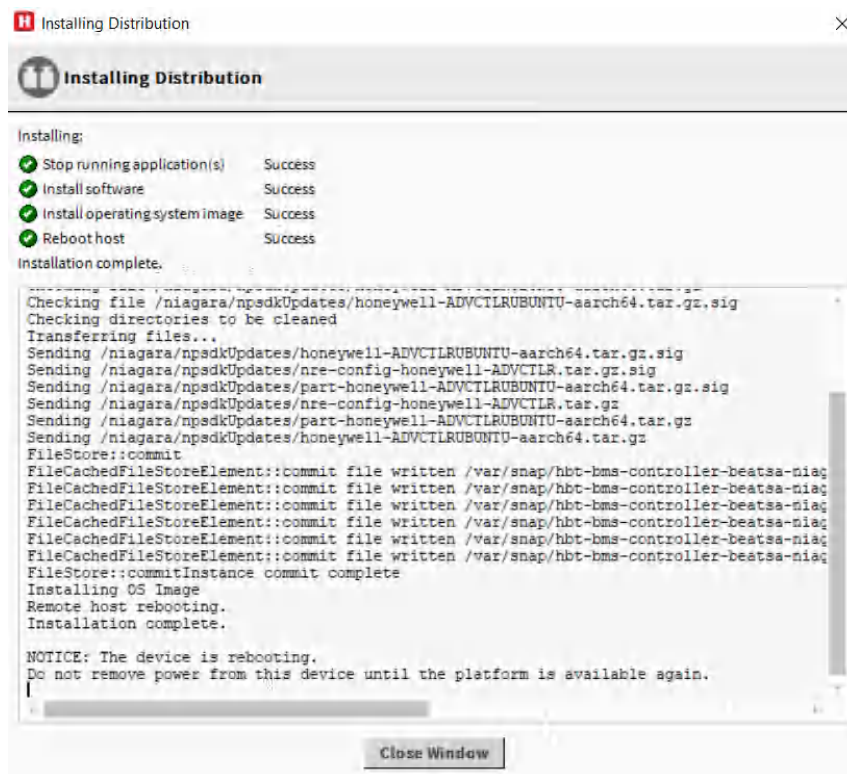 H Installing Distribution
Installing Distribution
Installing:
Stop running application(s) Success
Install software Success
Install operating system image Success
Reboot host Success
Installation complete.
Checking file /niagara/npsdkUpdates/honeywell-ADVCTLRUBUNTU-aarch64.tar.gz.sig
Checking directories to be cleaned
Transferring files...
Sending /niagara/npsdkUpdates/honeywell-ADVCTLRUBUNTU-aarch64.tar.gz.sig
Sending /niagara/npsdkUpdates/nre-config-honeywell-ADVCTLR.tar.gz.sig
Sending /niagara/npsdkUpdates/part-honeywell-ADVCTLRUBUNTU-aarch64.tar.gz.sig
Sending /niagara/npsdkUpdates/nre-config-honeywell-ADVCTLR.tar.gz
Sending /niagara/npsdkUpdates/part-honeywell-ADVCTLRUBUNTU-aarch64.tar.gz
Sending /niagara/npsdkUpdates/honeywell-ADVCTLRUBUNTU-aarch64.tar.gz
FileStore::commit
FileCachedFileStoreElement::commit file written /var/snap/hbt-bms-controller-beatsa-niag
FileCachedFileStoreElement::commit file written /var/snap/hbt-bms-controller-beatsa-niag
FileCachedFileStoreElement::commit file written /var/snap/hbt-bms-controller-beatsa-niag
FileCachedFileStoreElement::commit file written /var/snap/hbt-bms-controller-beatsa-niag
FileCachedFileStoreElement::commit file written /var/snap/hbt-bms-controller-beatsa-niag
FileCachedFileStoreElement::commit file written /var/snap/hbt-bms-controller-beatsa-niag
FileStore::commitInstance commit complete
Installing OS Image
Remote host rebooting.
Installation complete.
NOTICE: The device is rebooting.
Do not remove power from this device until the platform is available again.
Close Window